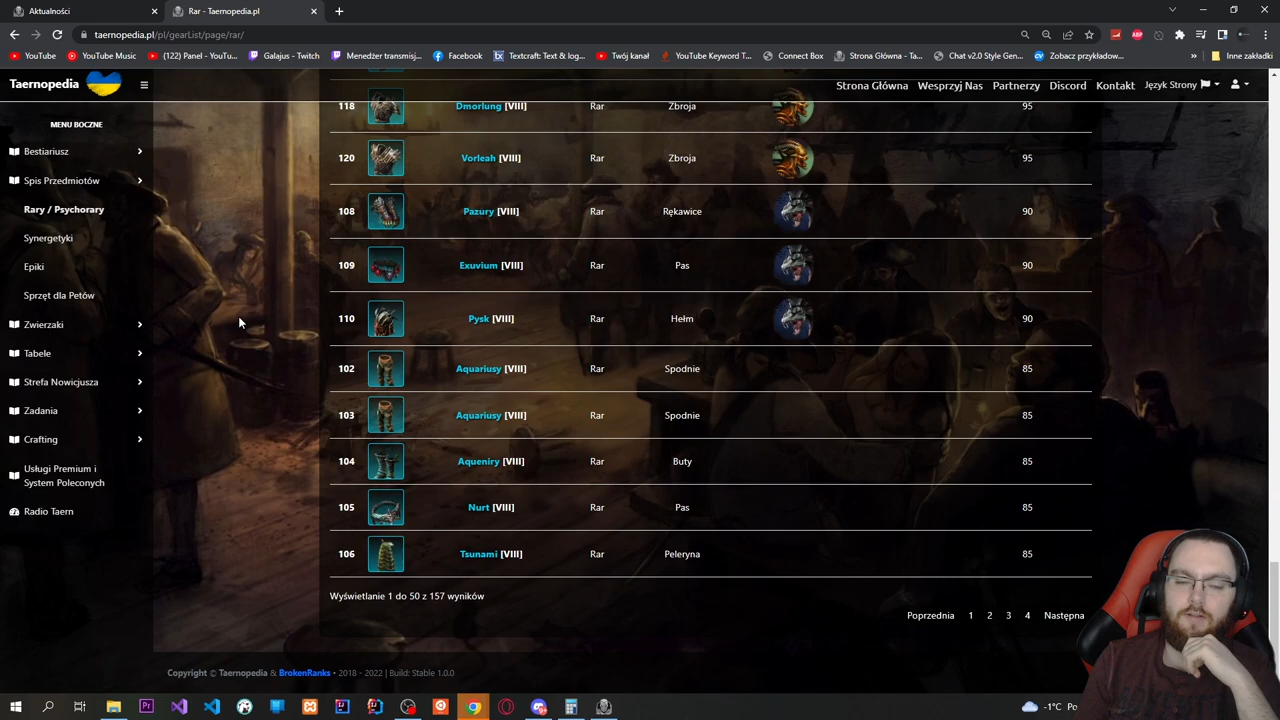 Aktualności
Rar - Taernopedia.pl
taernopedia.pl/pl/gearList/page/rar/
YouTube
YouTube Music
(122) Panel - YouTu...
Galajus - Twitch
Menedżer transmisj...
Facebook
Textcraft: Text & log...
Twój kanał
YouTube Keyword T...
Connect Box
Strona Główna - Ta...
Chat v2.0 Style Gen...
Zobacz przykładow...
»
Inne zakładki
Taernopedia
Strona Główna
Wesprzyj Nas
Partnerzy
Discord
Kontakt
Język Strony
MENU BOCZNE
Bestiariusz
Spis Przedmiotów
Rary / Psychorary
Synergetyki
Epiki
Sprzęt dla Petów
Zwierzaki
Tabele
Strefa Nowicjusza
Zadania
Crafting
Usługi Premium i
System Poleconych
Radio Taern
118 Dmorlung [VIII] Rar Zbroja 95
120 Vorleah [VIII] Rar Zbroja 95
108 Pazury [VIII] Rar Rękawice 90
109 Exuvium [VIII] Rar Pas 90
110 Pysk [VIII] Rar Hełm 90
102 Aquariusy [VIII] Rar Spodnie 85
103 Aquariusy [VIII] Rar Spodnie 85
104 Aqueniry [VIII] Rar Buty 85
105 Nurt [VIII] Rar Pas 85
106 Tsunami [VIII] Rar Peleryna 85
Wyświetlanie 1 do 50 z 157 wyników
Poprzednia 1 2 3 4 Następna
Copyright © Taernopedia & BrokenRanks • 2018 - 2022 | Build: Stable 1.0.0
-1°C